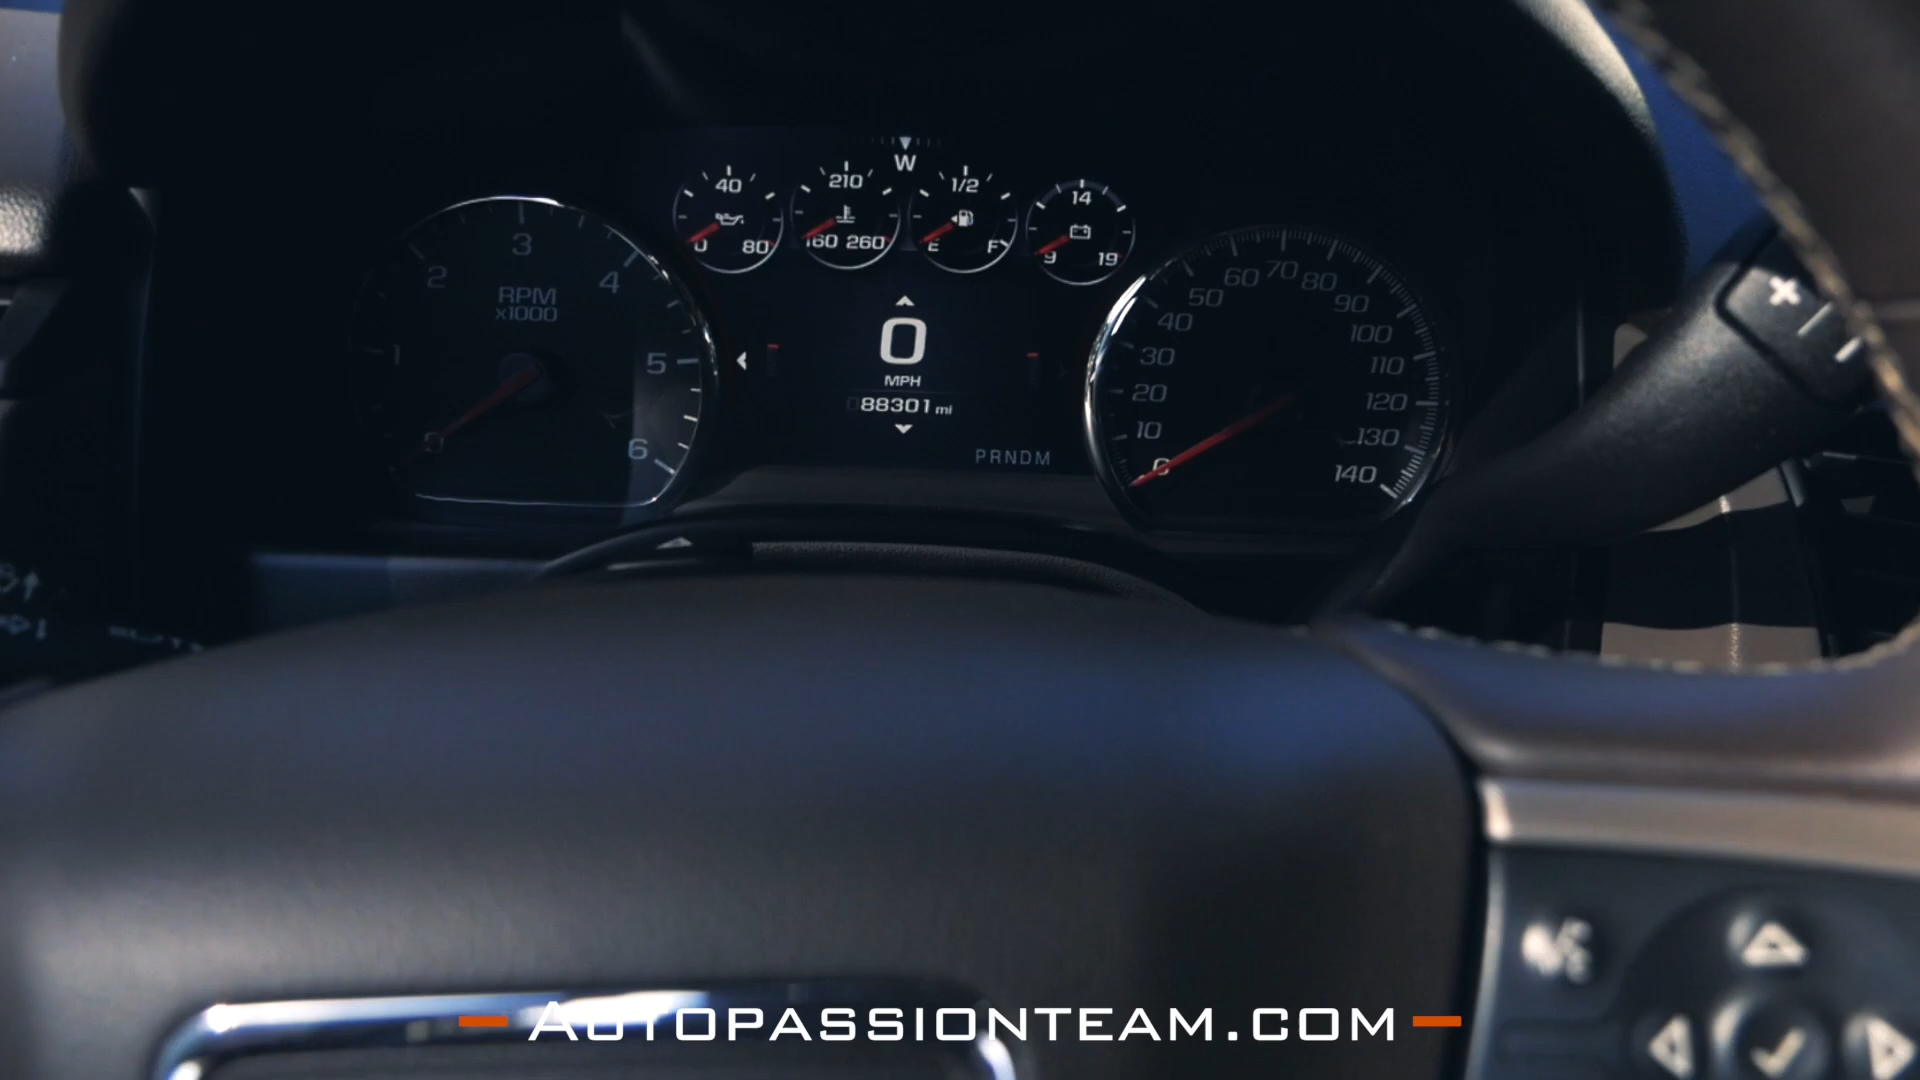 W
40
0 80
210
160 260
1/2
E F
14
9 19
1 2 3 4 5 6
RPM
x1000
0
MPH
88301 mi
PRNDM
0 10 20 30 40 50 60 70 80 90 100 110 120 130 140
AUTOPASSIONTEAM.COM